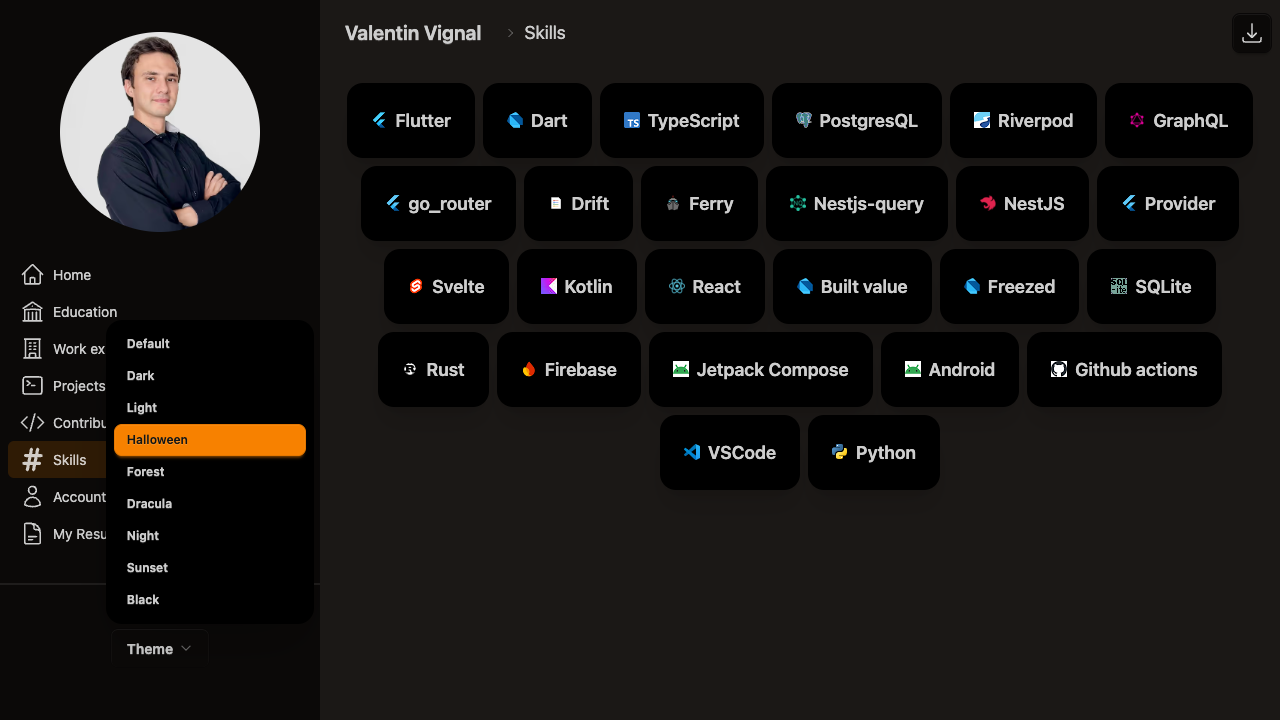 Valentin Vignal
Skills
Flutter
Dart
TS TypeScript
PostgresQL
Riverpod
GraphQL
go_router
Drift
Ferry
Nestjs-query
NestJS
Provider
Svelte
Kotlin
React
Built value
Freezed
SQLite
Rust
Firebase
Jetpack Compose
Android
Github actions
VSCode
Python
Home
Education
Work ex
Projects
Contribu
Skills
Account
My Resu
Default
Dark
Light
Halloween
Forest
Dracula
Night
Sunset
Black
Theme